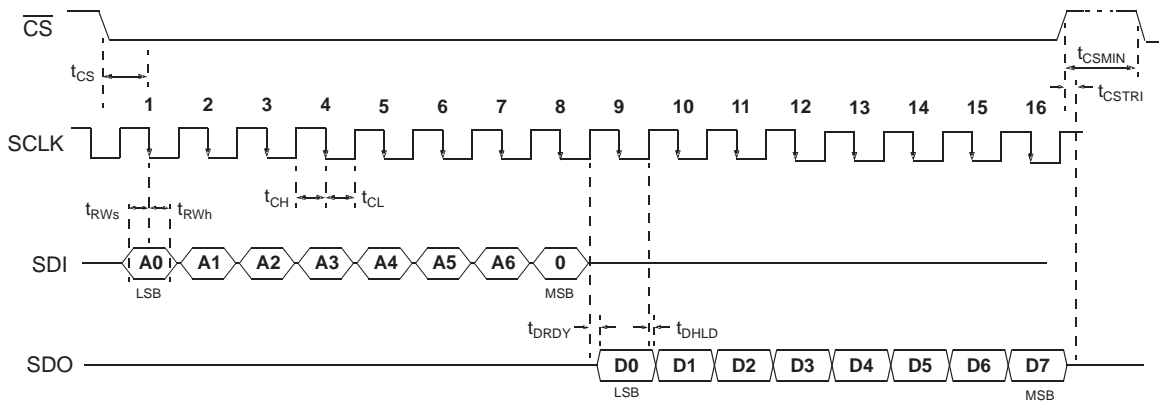 CS
tCS
tCSMIN
tCSTRI
1 2 3 4 5 6 7 8 9 10 11 12 13 14 15 16
SCLK
tRWs tRWh tCH tCL
SDI A0 A1 A2 A3 A4 A5 A6 0
LSB MSB
tDRDY tDHLD
SDO D0 D1 D2 D3 D4 D5 D6 D7
LSB MSB